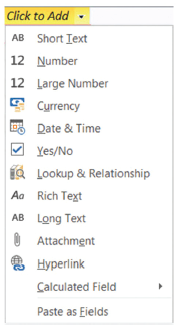 Click to Add
AB Short Text
12 Number
12 Large Number
Currency
Date & Time
Yes/No
Lookup & Relationship
Aa Rich Text
AB Long Text
Attachment
Hyperlink
Calculated Field
Paste as Fields